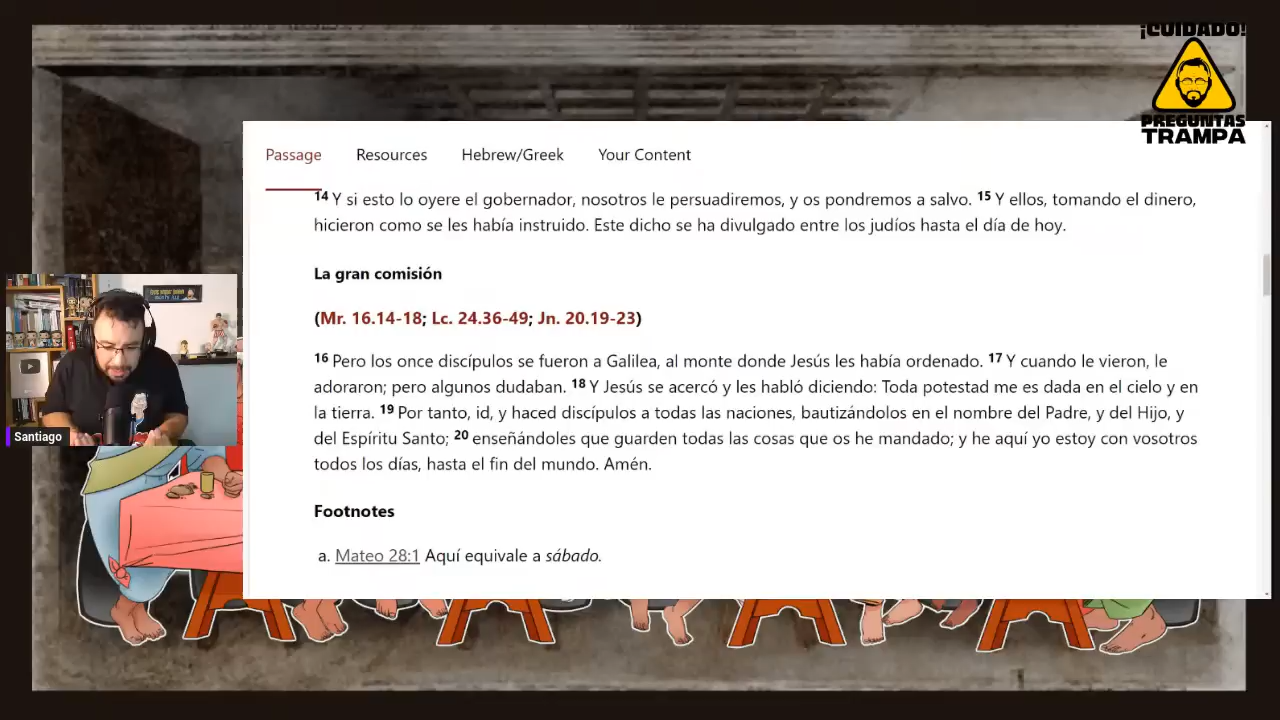 ¡CUIDADO!
PREGUNTAS
TRAMPA
Passage Resources Hebrew/Greek Your Content
14 Y si esto lo oyere el gobernador, nosotros le persuadiremos, y os pondremos a salvo. 15 Y ellos, tomando el dinero,
hicieron como se les había instruido. Este dicho se ha divulgado entre los judíos hasta el día de hoy.
La gran comisión
(Mr. 16.14-18; Lc. 24.36-49; Jn. 20.19-23)
16 Pero los once discípulos se fueron a Galilea, al monte donde Jesús les había ordenado. 17 Y cuando le vieron, le
adoraron; pero algunos dudaban. 18 Y Jesús se acercó y les habló diciendo: Toda potestad me es dada en el cielo y en
la tierra. 19 Por tanto, id, y haced discípulos a todas las naciones, bautizándolos en el nombre del Padre, y del Hijo, y
del Espíritu Santo; 20 enseñándoles que guarden todas las cosas que os he mandado; y he aquí yo estoy con vosotros
todos los días, hasta el fin del mundo. Amén.
Footnotes
a. Mateo 28:1 Aquí equivale a sábado.
Santiago